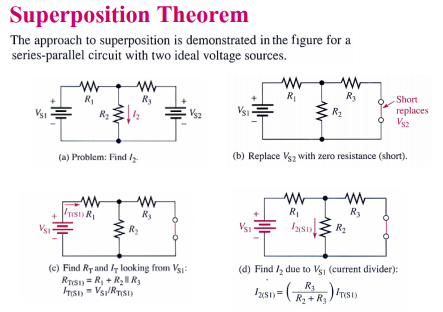 Superposition Theorem
The approach to superposition is demonstrated in the figure for a
series-parallel circuit with two ideal voltage sources.
R1 R3
VS1 R2 I2 VS2
(a) Problem: Find I2.
R1 R3
VS1 R2
Short
replaces
VS2
(b) Replace VS2 with zero resistance (short).
IT(S1) R1 R3
VS1 R2
(c) Find RT and IT looking from VS1:
RT(S1) = R1 + R2 ∥ R3
IT(S1) = VS1/RT(S1)
R1 R3
VS1 I2(S1) R2
(d) Find I2 due to VS1 (current divider):
I2(S1) = (R3 / R2 + R3) IT(S1)